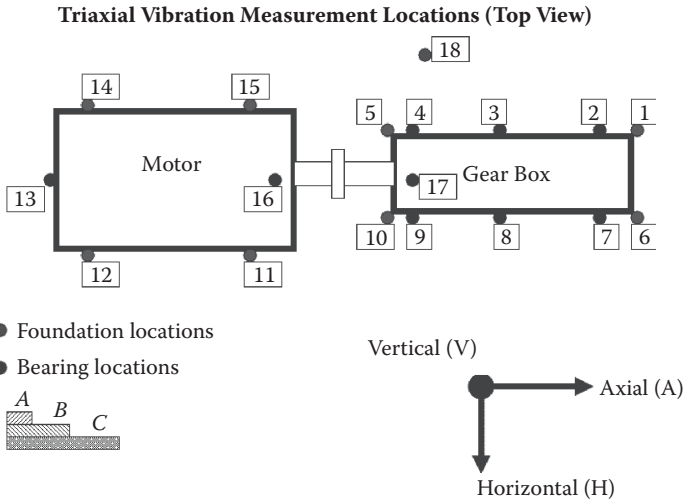 Triaxial Vibration Measurement Locations (Top View)
18
14 15 5 4 3 2 1
Motor
Gear Box
13 16 17
12 11 10 9 8 7 6
Foundation locations
Bearing locations
Vertical (V)
A B C
Axial (A)
Horizontal (H)